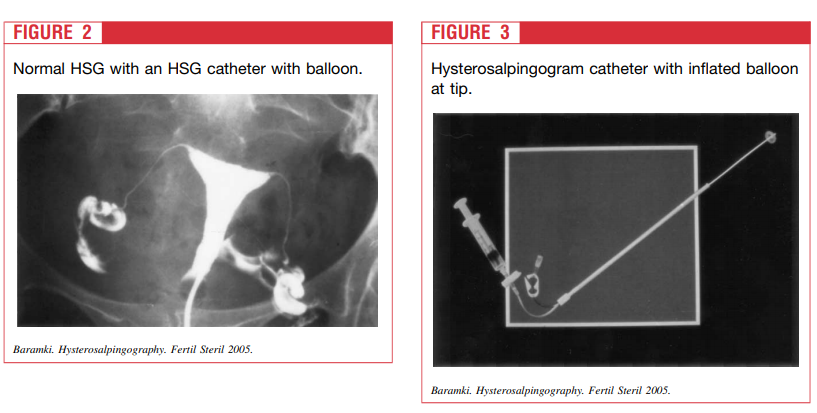 FIGURE 2
Normal HSG with an HSG catheter with balloon.
Baramki. Hysterosalpingography. Fertil Steril 2005.
FIGURE 3
Hysterosalpingogram catheter with inflated balloon
at tip.
Baramki. Hysterosalpingography. Fertil Steril 2005.